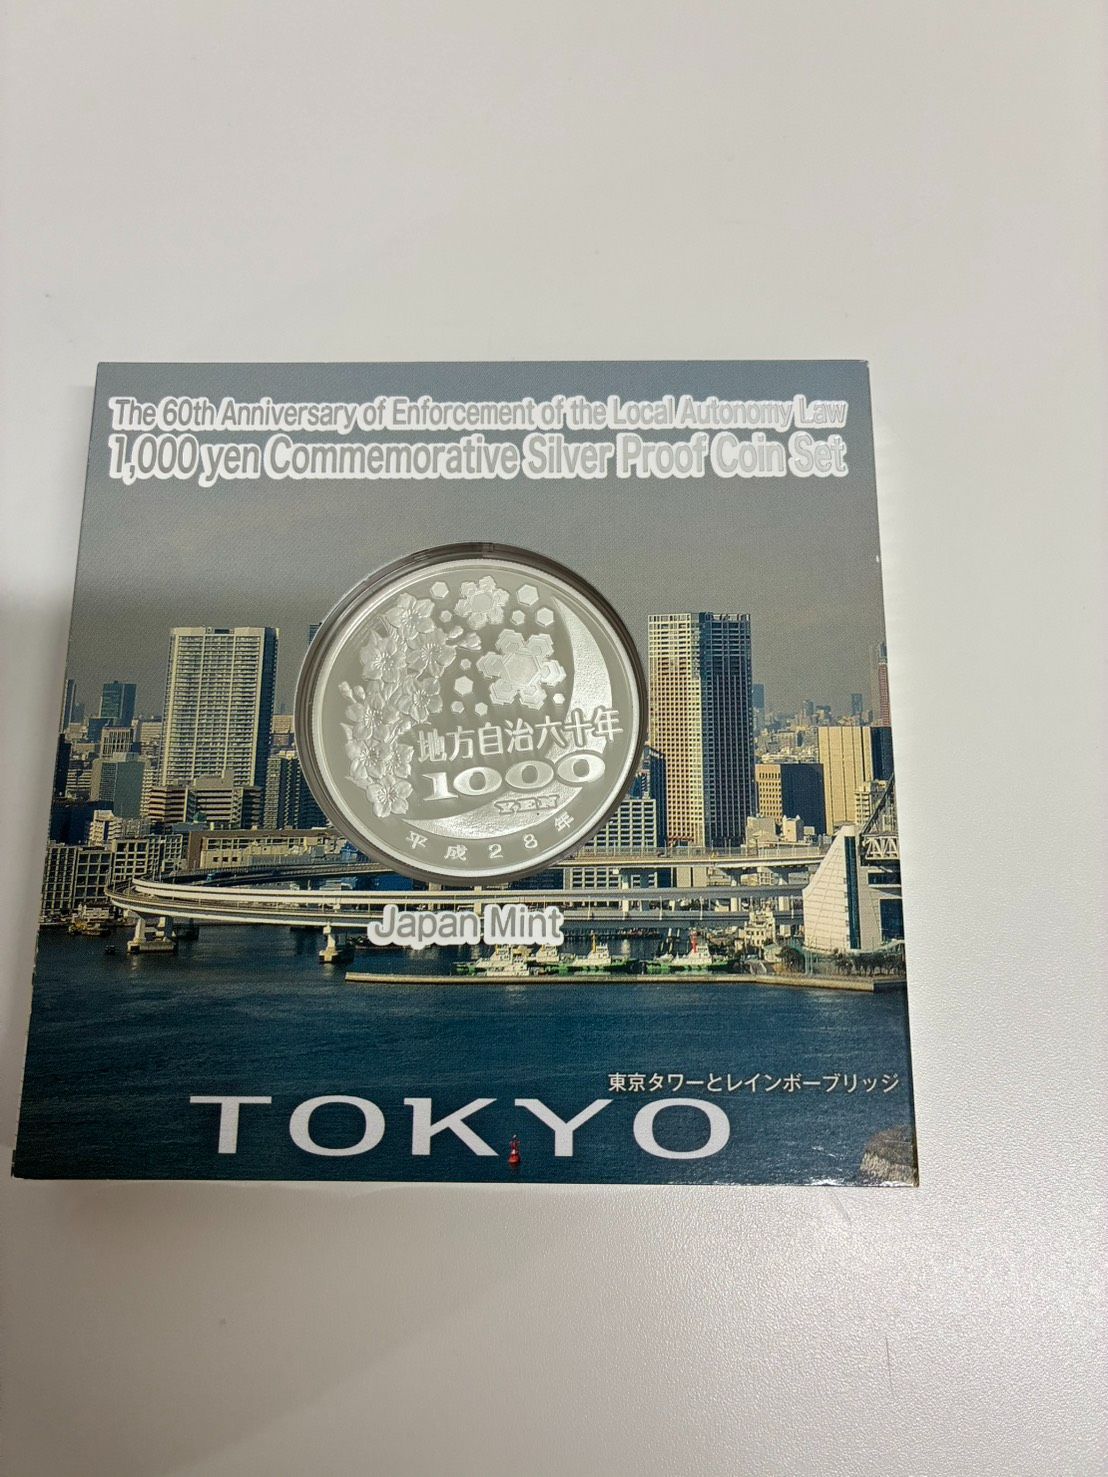 The 60th Anniversary of Enforcement of the Local Autonomy Law
1,000 yen Commemorative Silver Proof Coin Set
地方自治六十年
1000
YEN
平成28年
Japan Mint
東京タワーとレインボーブリッジ
TOKYO